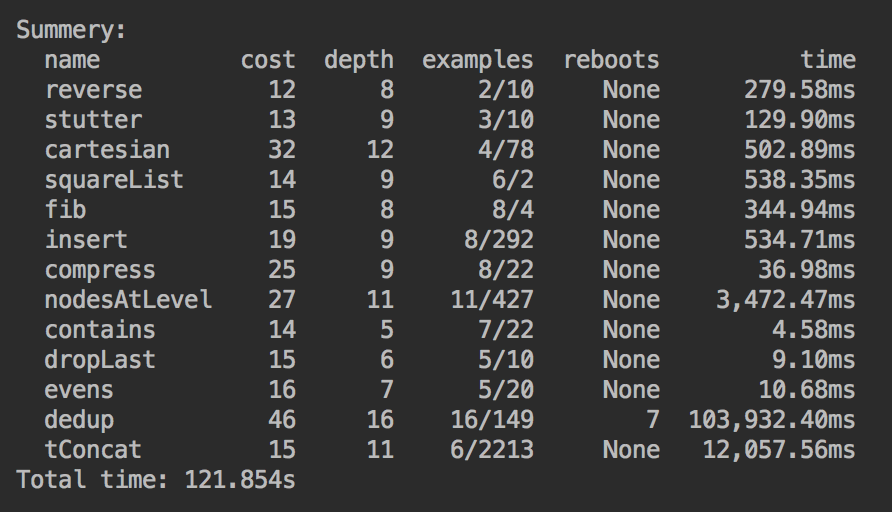 Summery:
name cost depth examples reboots time
reverse 12 8 2/10 None 279.58ms
stutter 13 9 3/10 None 129.90ms
cartesian 32 12 4/78 None 502.89ms
squareList 14 9 6/2 None 538.35ms
fib 15 8 8/4 None 344.94ms
insert 19 9 8/292 None 534.71ms
compress 25 9 8/22 None 36.98ms
nodesAtLevel 27 11 11/427 None 3,472.47ms
contains 14 5 7/22 None 4.58ms
dropLast 15 6 5/10 None 9.10ms
evens 16 7 5/20 None 10.68ms
dedup 46 16 16/149 7 103,932.40ms
tConcat 15 11 6/2213 None 12,057.56ms
Total time: 121.854s